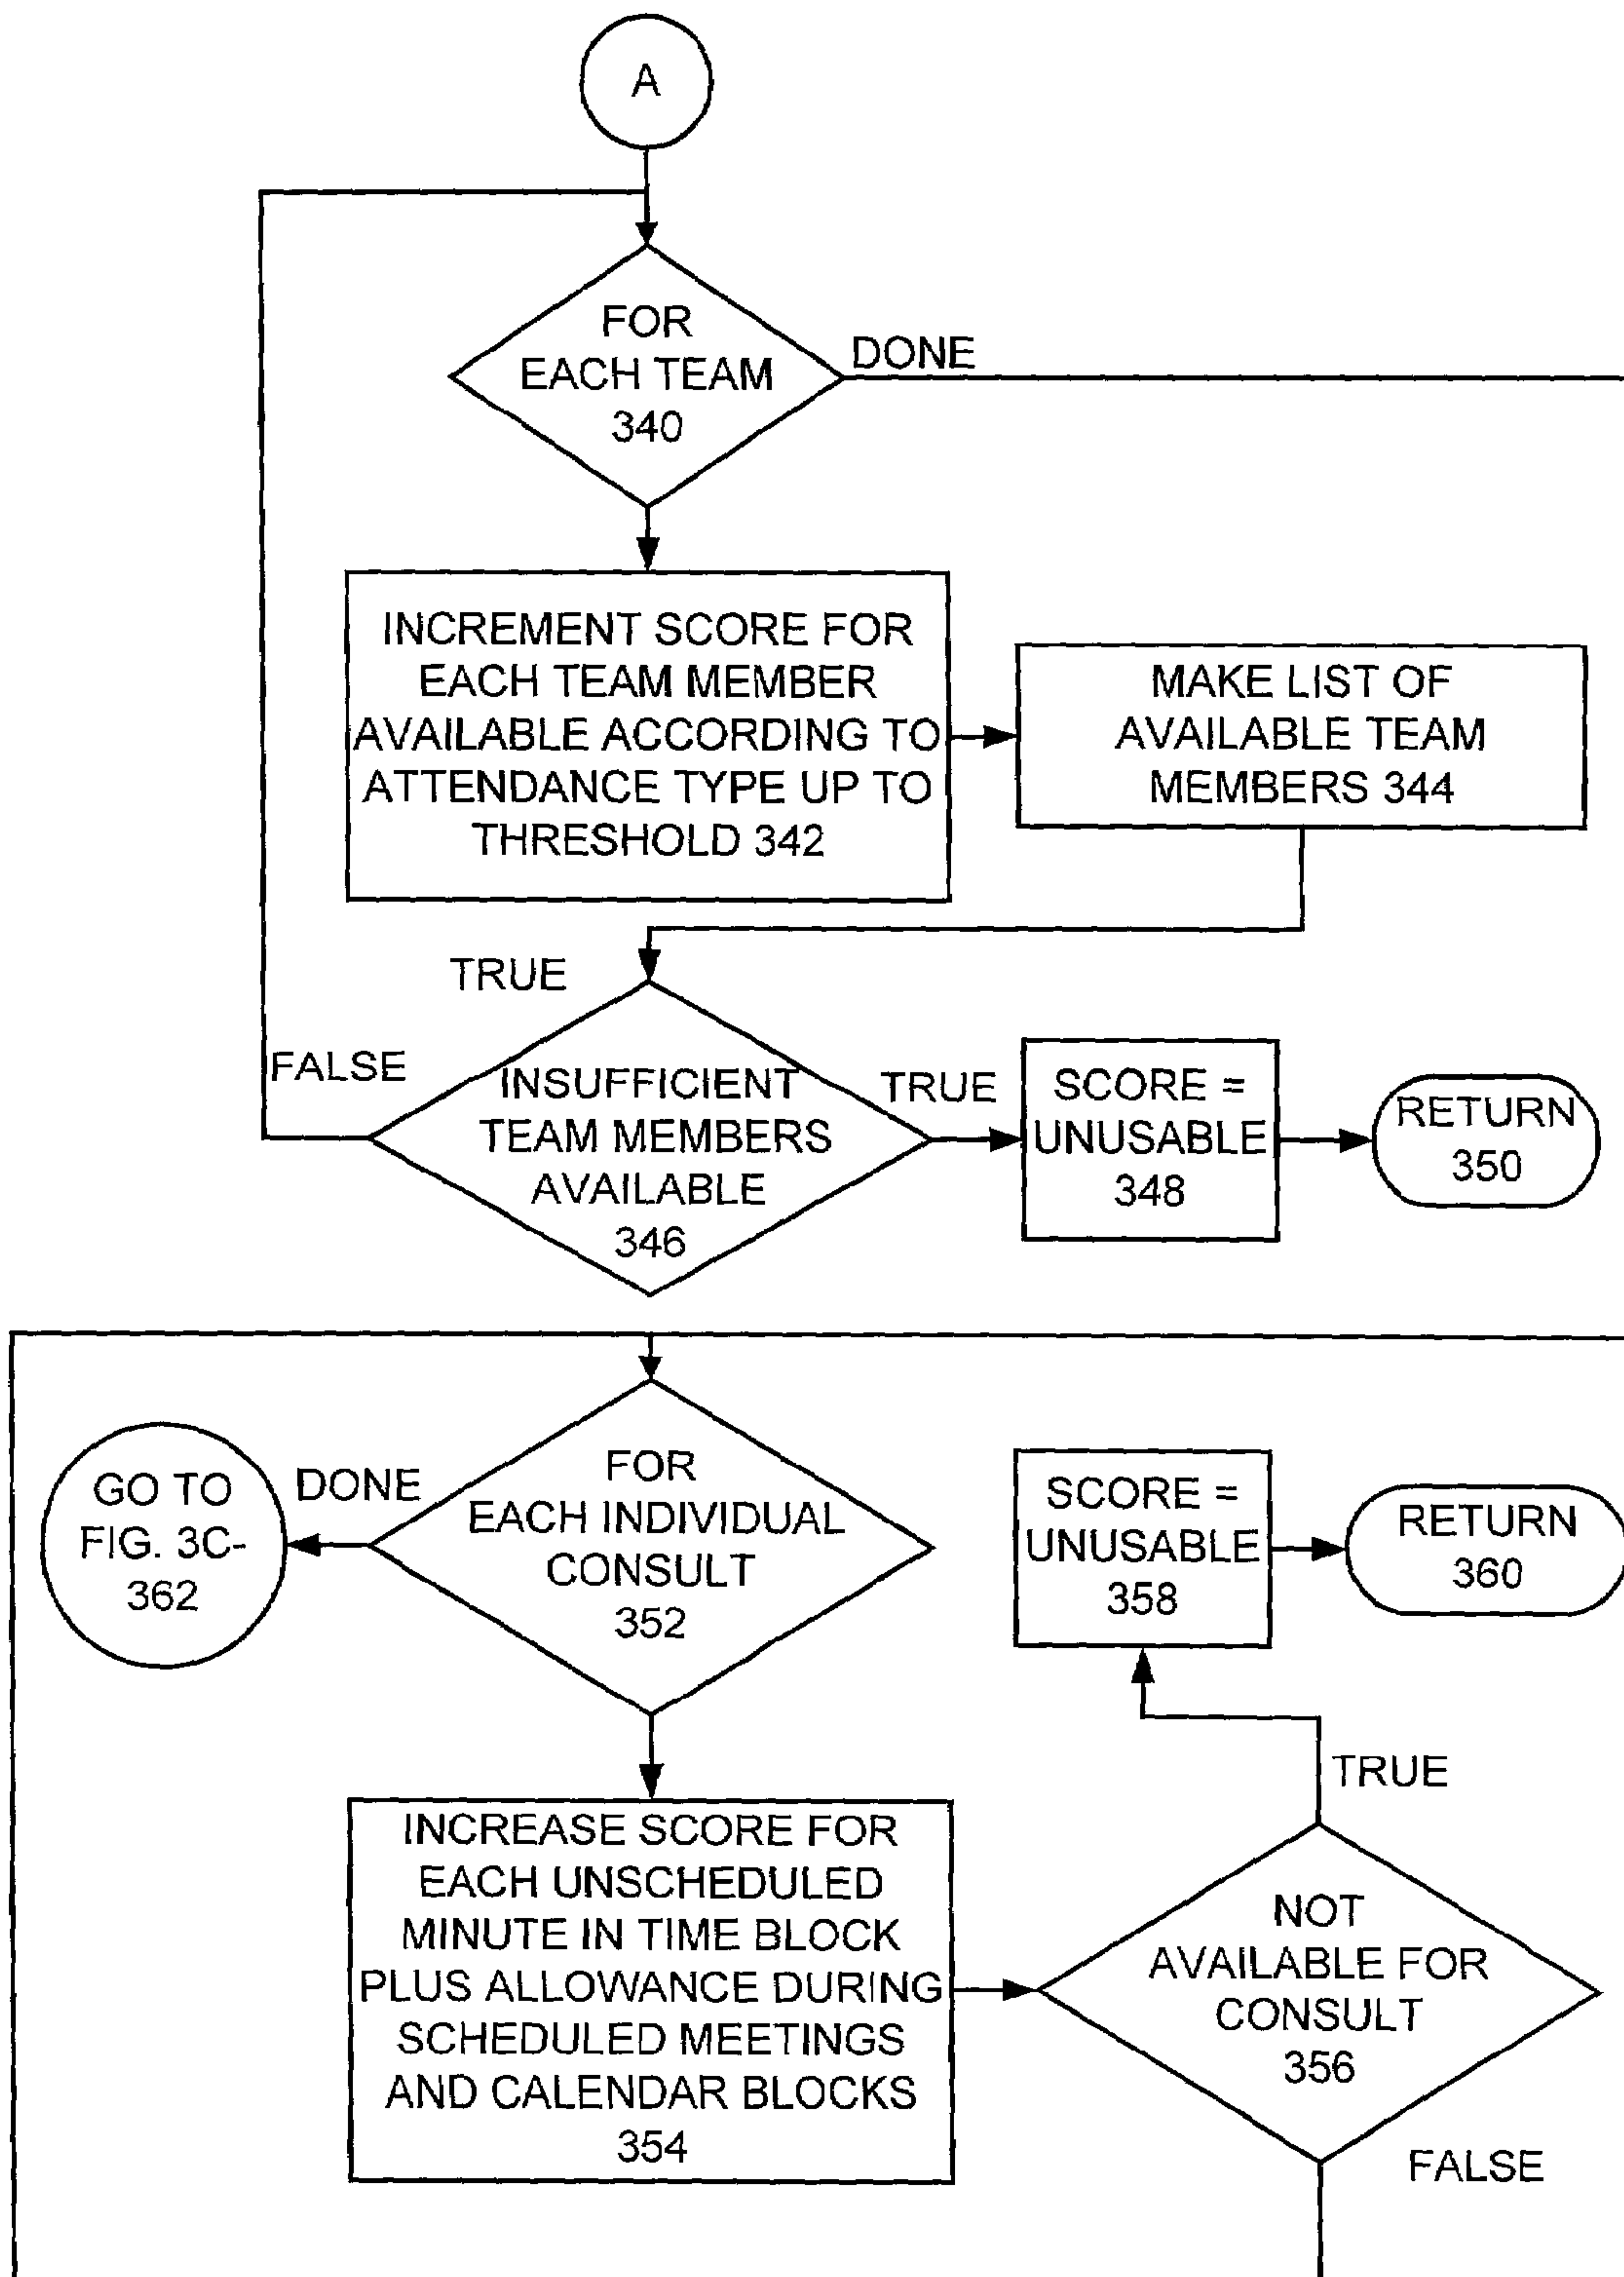 A
FOR
EACH TEAM
340
DONE
INCREMENT SCORE FOR
EACH TEAM MEMBER
AVAILABLE ACCORDING TO
ATTENDANCE TYPE UP TO
THRESHOLD 342
MAKE LIST OF
AVAILABLE TEAM
MEMBERS 344
TRUE
FALSE
INSUFFICIENT
TEAM MEMBERS
AVAILABLE
346
TRUE
SCORE =
UNUSABLE
348
RETURN
350
GO TO
FIG. 3C-
362
DONE
FOR
EACH INDIVIDUAL
CONSULT
352
SCORE =
UNUSABLE
358
RETURN
360
TRUE
INCREASE SCORE FOR
EACH UNSCHEDULED
MINUTE IN TIME BLOCK
PLUS ALLOWANCE DURING
SCHEDULED MEETINGS
AND CALENDAR BLOCKS
354
NOT
AVAILABLE FOR
CONSULT
356
FALSE